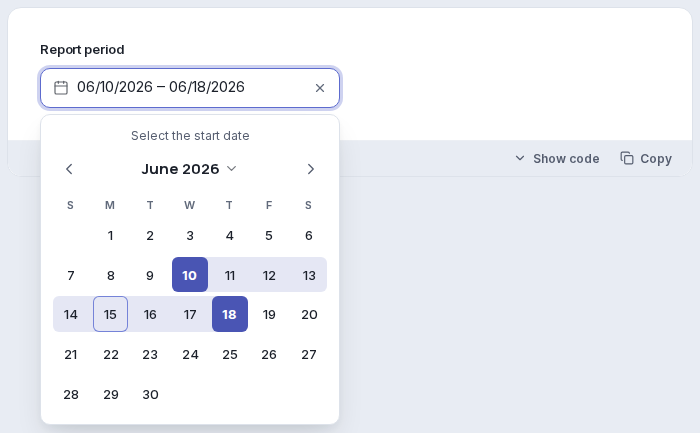 Report period
06/10/2026 – 06/18/2026
Select the start date
June 2026
Show code Copy
S M T W T F S
1 2 3 4 5 6
7 8 9 10 11 12 13
14 15 16 17 18 19 20
21 22 23 24 25 26 27
28 29 30